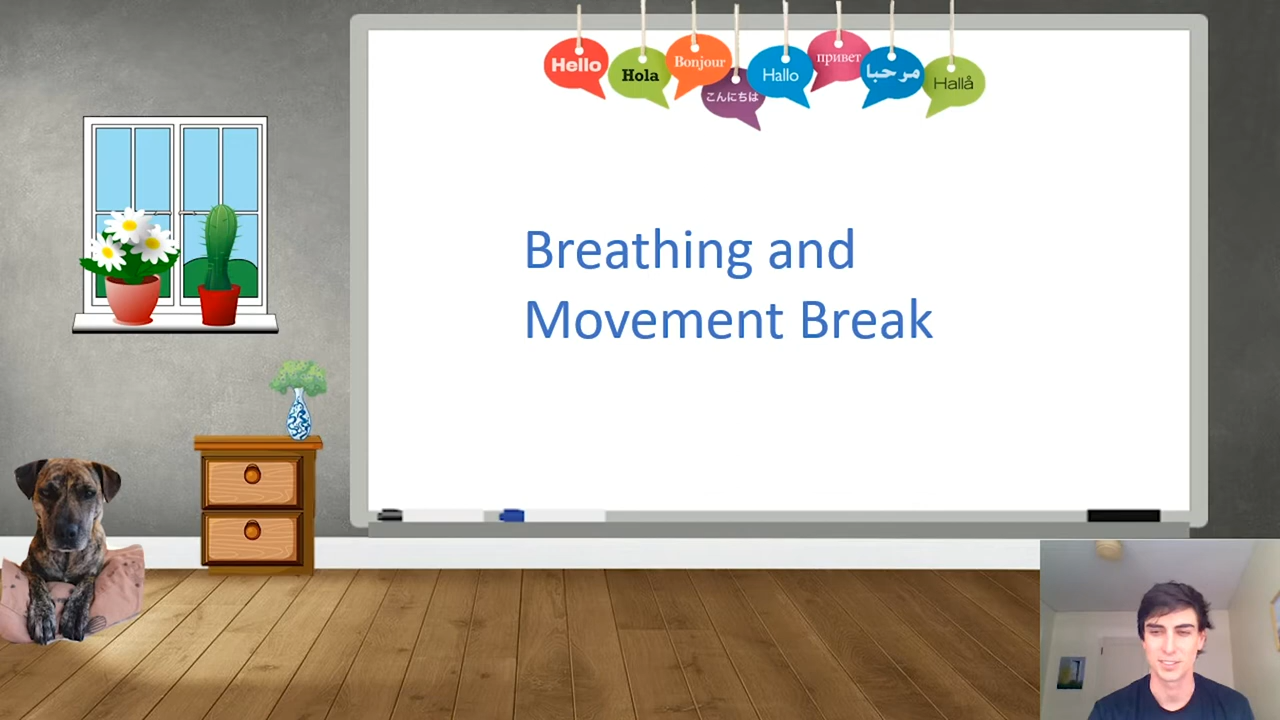 Hello
Hola
Bonjour
こんにちは
Hallo
привет
مرحبا
Hallå
Breathing and
Movement Break